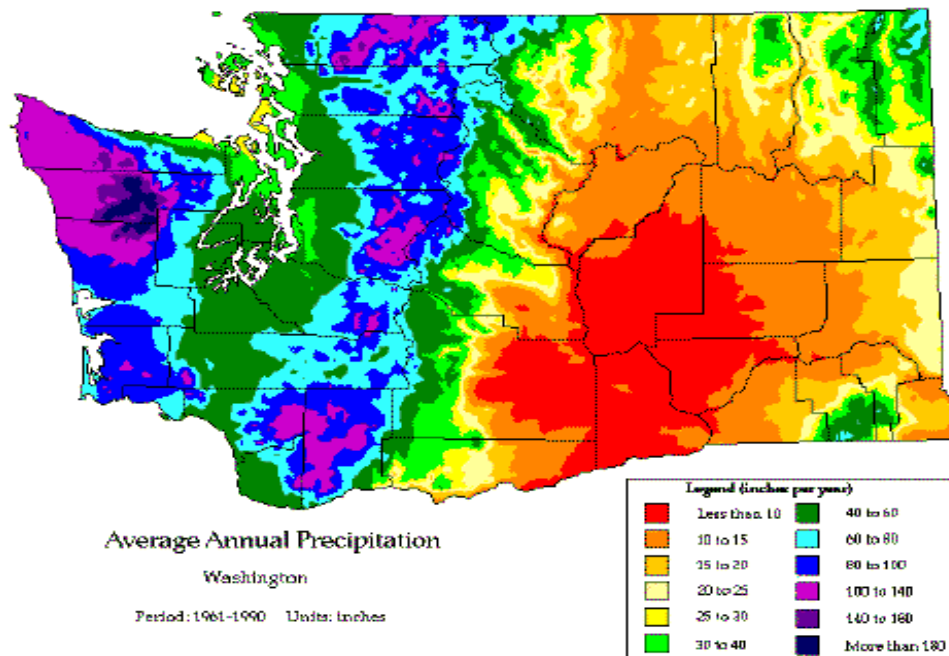 Average Annual Precipitation
Washington
Period: 1961-1990 Units: inches
Legend (inches per year)
Less than 10
10 to 15
15 to 20
20 to 25
25 to 30
30 to 40
40 to 60
60 to 80
80 to 100
100 to 140
140 to 180
More than 180